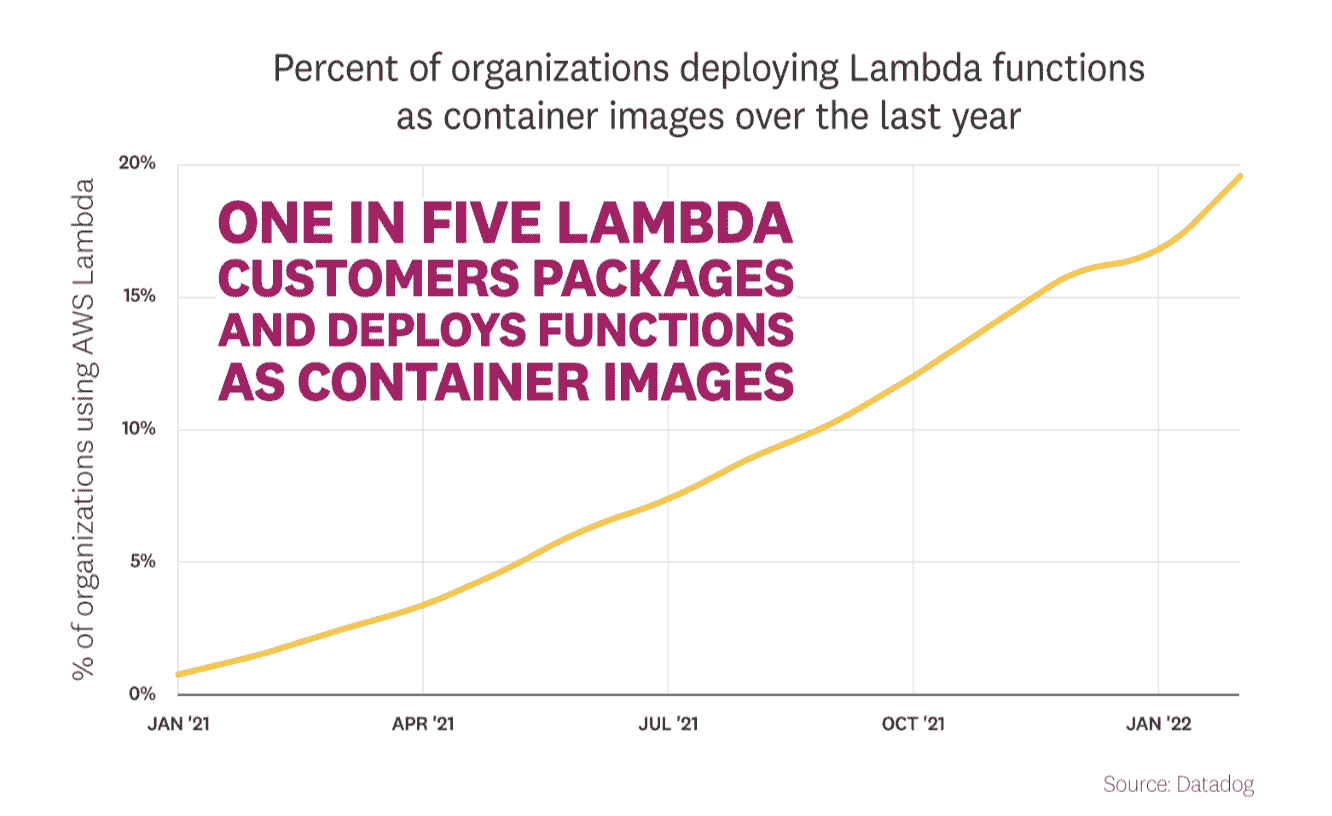 Percent of organizations deploying Lambda functions
as container images over the last year
% of organizations using AWS Lambda
20%
15%
10%
5%
0%
ONE IN FIVE LAMBDA
CUSTOMERS PACKAGES
AND DEPLOYS FUNCTIONS
AS CONTAINER IMAGES
JAN '21
APR '21
JUL '21
OCT '21
JAN '22
Source: Datadog